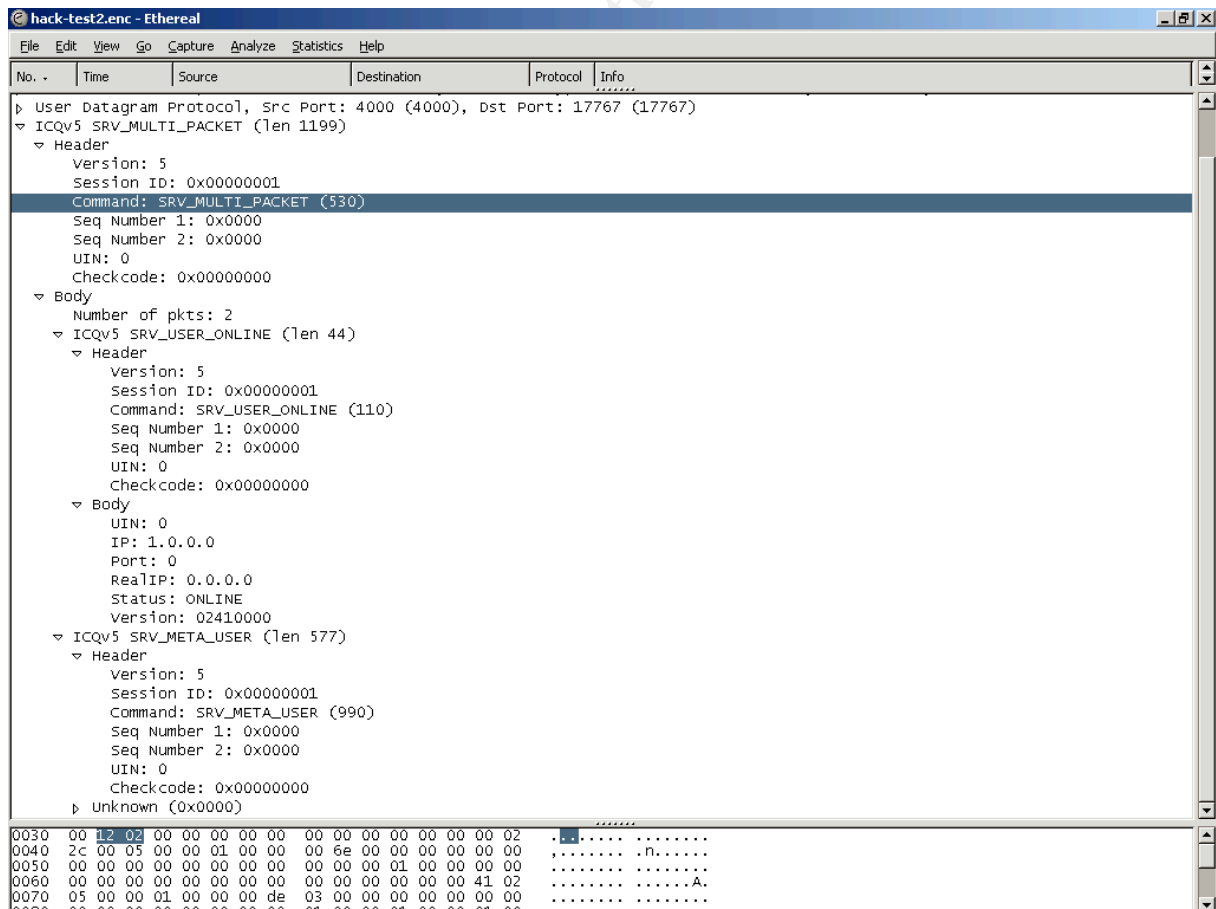 hack-test2.enc - Ethereal
File Edit View Go Capture Analyze Statistics Help
No. Time Source Destination Protocol Info
User Datagram Protocol, Src Port: 4000 (4000), Dst Port: 17767 (17767)
ICQv5 SRV_MULTI_PACKET (len 1199)
Header
Version: 5
Session ID: 0x00000001
Command: SRV_MULTI_PACKET (530)
Seq Number 1: 0x0000
Seq Number 2: 0x0000
UIN: 0
Checkcode: 0x00000000
Body
Number of pkts: 2
ICQv5 SRV_USER_ONLINE (len 44)
Header
Version: 5
Session ID: 0x00000001
Command: SRV_USER_ONLINE (110)
Seq Number 1: 0x0000
Seq Number 2: 0x0000
UIN: 0
Checkcode: 0x00000000
Body
UIN: 0
IP: 1.0.0.0
Port: 0
RealIP: 0.0.0.0
Status: ONLINE
Version: 02410000
ICQv5 SRV_META_USER (len 577)
Header
Version: 5
Session ID: 0x00000001
Command: SRV_META_USER (990)
Seq Number 1: 0x0000
Seq Number 2: 0x0000
UIN: 0
Checkcode: 0x00000000
Unknown (0x0000)
0030 00 12 02 00 00 00 00 00 00 00 00 00 00 00 00 02 ........ ........
0040 2c 00 05 00 00 01 00 00 00 6e 00 00 00 00 00 00 ,....... .n......
0050 00 00 00 00 00 00 00 00 00 00 00 01 00 00 00 00 ........ ........
0060 00 00 00 00 00 00 00 00 00 00 00 00 00 00 41 02 ........ ......A.
0070 05 00 00 01 00 00 00 de 03 00 00 00 00 00 00 00 ........ ........